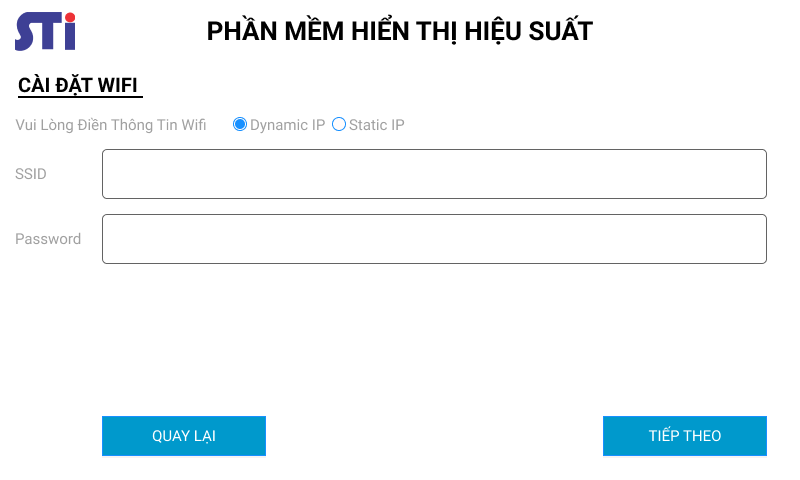 STi
PHẦN MỀM HIỂN THỊ HIỆU SUẤT
CÀI ĐẶT WIFI
Vui Lòng Điền Thông Tin Wifi Dynamic IP Static IP
SSID
Password
QUAY LẠI TIẾP THEO